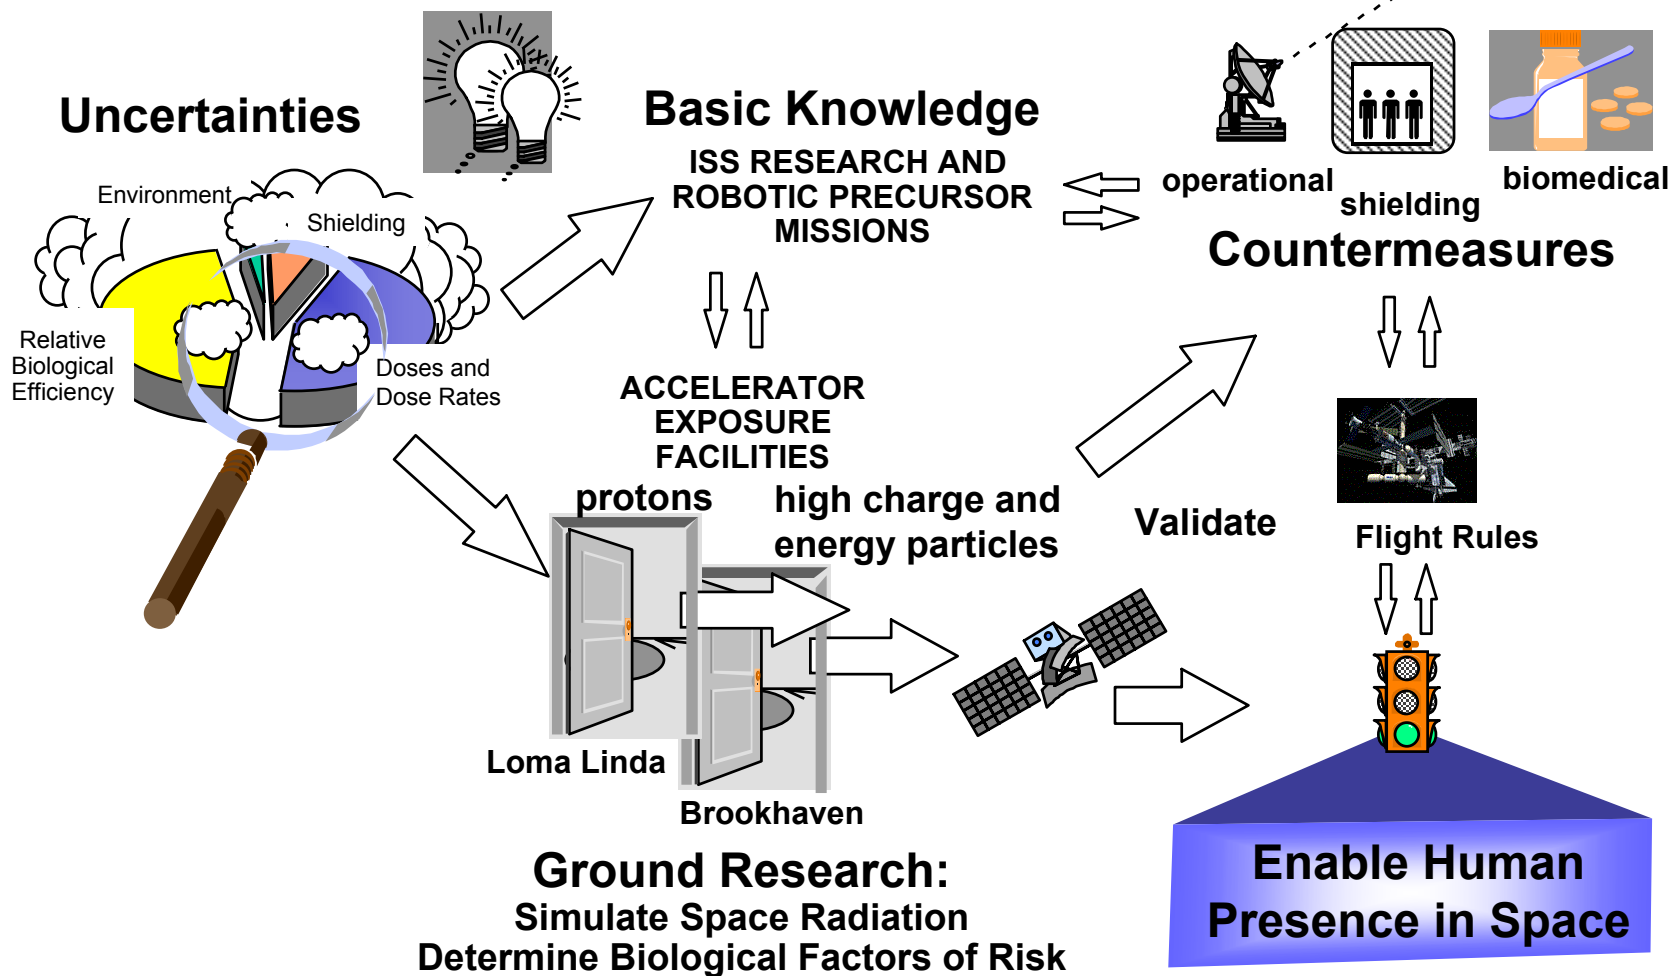 Uncertainties
Environment
Shielding
Relative
Biological
Efficiency
Doses and
Dose Rates
Basic Knowledge
ISS RESEARCH AND
ROBOTIC PRECURSOR
MISSIONS
operational
shielding
biomedical
Countermeasures
ACCELERATOR
EXPOSURE
FACILITIES
protons
high charge and
energy particles
Validate
Flight Rules
Loma Linda
Brookhaven
Ground Research:
Simulate Space Radiation
Determine Biological Factors of Risk
Enable Human
Presence in Space